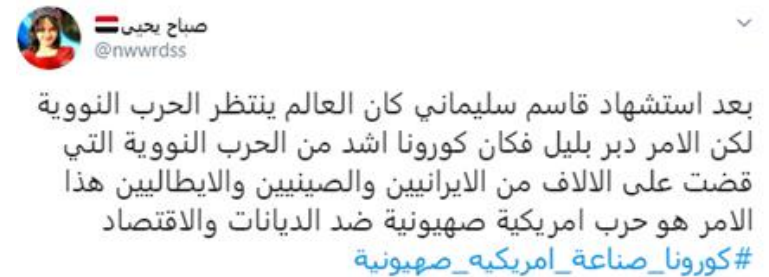 صباح يحيى
@nwwrdss
بعد استشهاد قاسم سليماني كان العالم ينتظر الحرب النووية
لكن الامر دبر بليل فكان كورونا اشد من الحرب النووية التي
قضت على الالاف من الايرانيين والصينيين والايطاليين هذا
الامر هو حرب امريكية صهيونية ضد الديانات والاقتصاد
#كورونا_صناعة_امريكيه_صهيونية